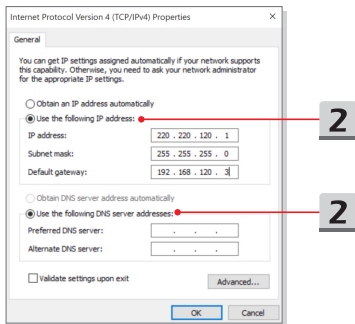 Internet Protocol Version 4 (TCP/IPv4) Properties
General
You can get IP settings assigned automatically if your network supports
this capability. Otherwise, you need to ask your network administrator
for the appropriate IP settings.
Obtain an IP address automatically
Use the following IP address:
2
IP address: 220 . 220 . 120 . 1
Subnet mask: 255 . 255 . 255 . 0
Default gateway: 192 . 168 . 120 . 3
Obtain DNS server address automatically
Use the following DNS server addresses:
2
Preferred DNS server: . . .
Alternate DNS server: . . .
Validate settings upon exit
Advanced...
OK Cancel